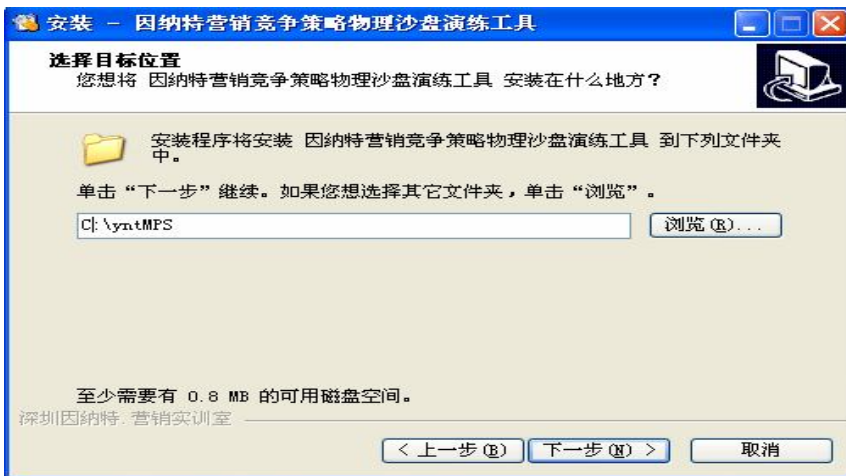 安装 - 因纳特营销竞争策略物理沙盘演练工具
选择目标位置
您想将 因纳特营销竞争策略物理沙盘演练工具 安装在什么地方？
安装程序将安装 因纳特营销竞争策略物理沙盘演练工具 到下列文件夹
中。
单击“下一步”继续。如果您想选择其它文件夹，单击“浏览”。
C:\yntMPS
浏览(R)...
至少需要有 0.8 MB 的可用磁盘空间。
深圳因纳特.营销实训室
< 上一步(B) 下一步(N) > 取消